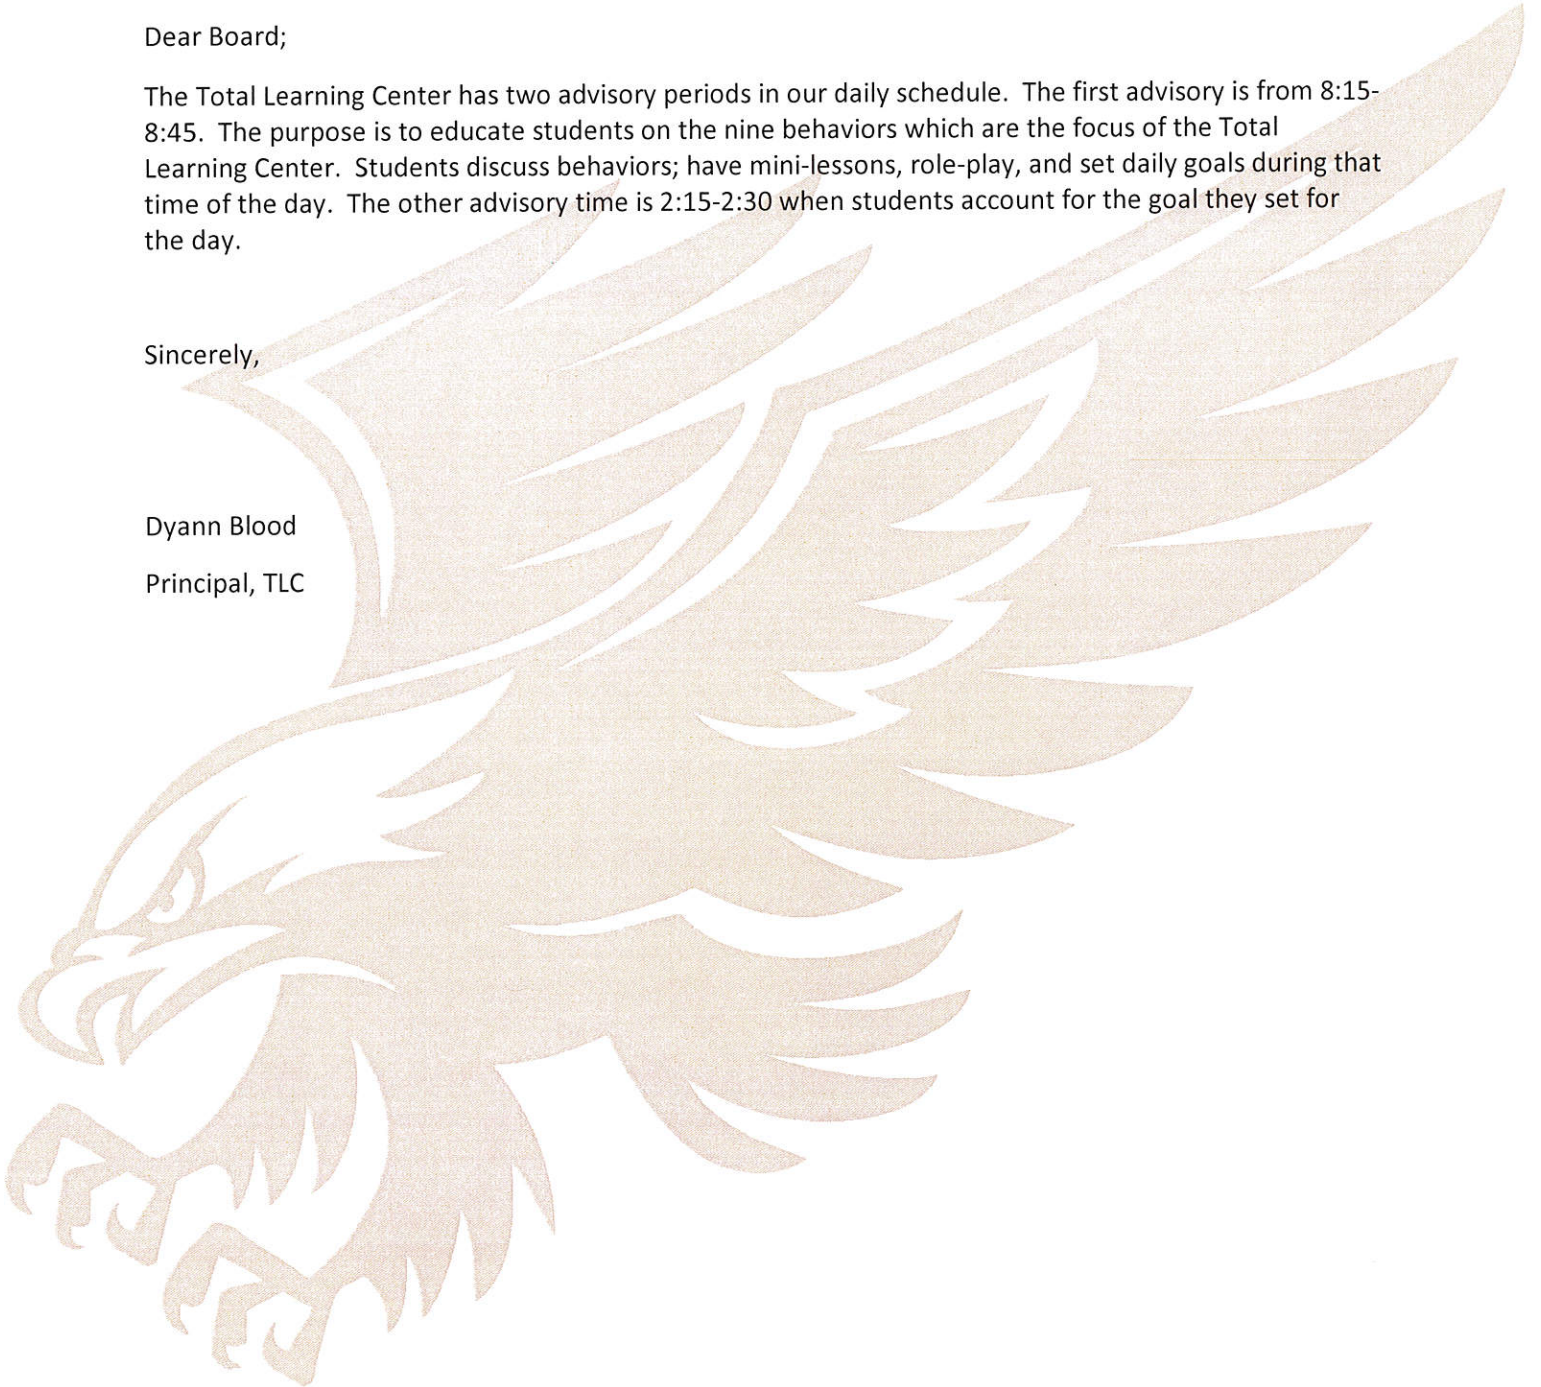 Dear Board;
The Total Learning Center has two advisory periods in our daily schedule.  The first advisory is from 8:15-
8:45.  The purpose is to educate students on the nine behaviors which are the focus of the Total
Learning Center.  Students discuss behaviors; have mini-lessons, role-play, and set daily goals during that
time of the day.  The other advisory time is 2:15-2:30 when students account for the goal they set for
the day.
Sincerely,
Dyann Blood
Principal, TLC